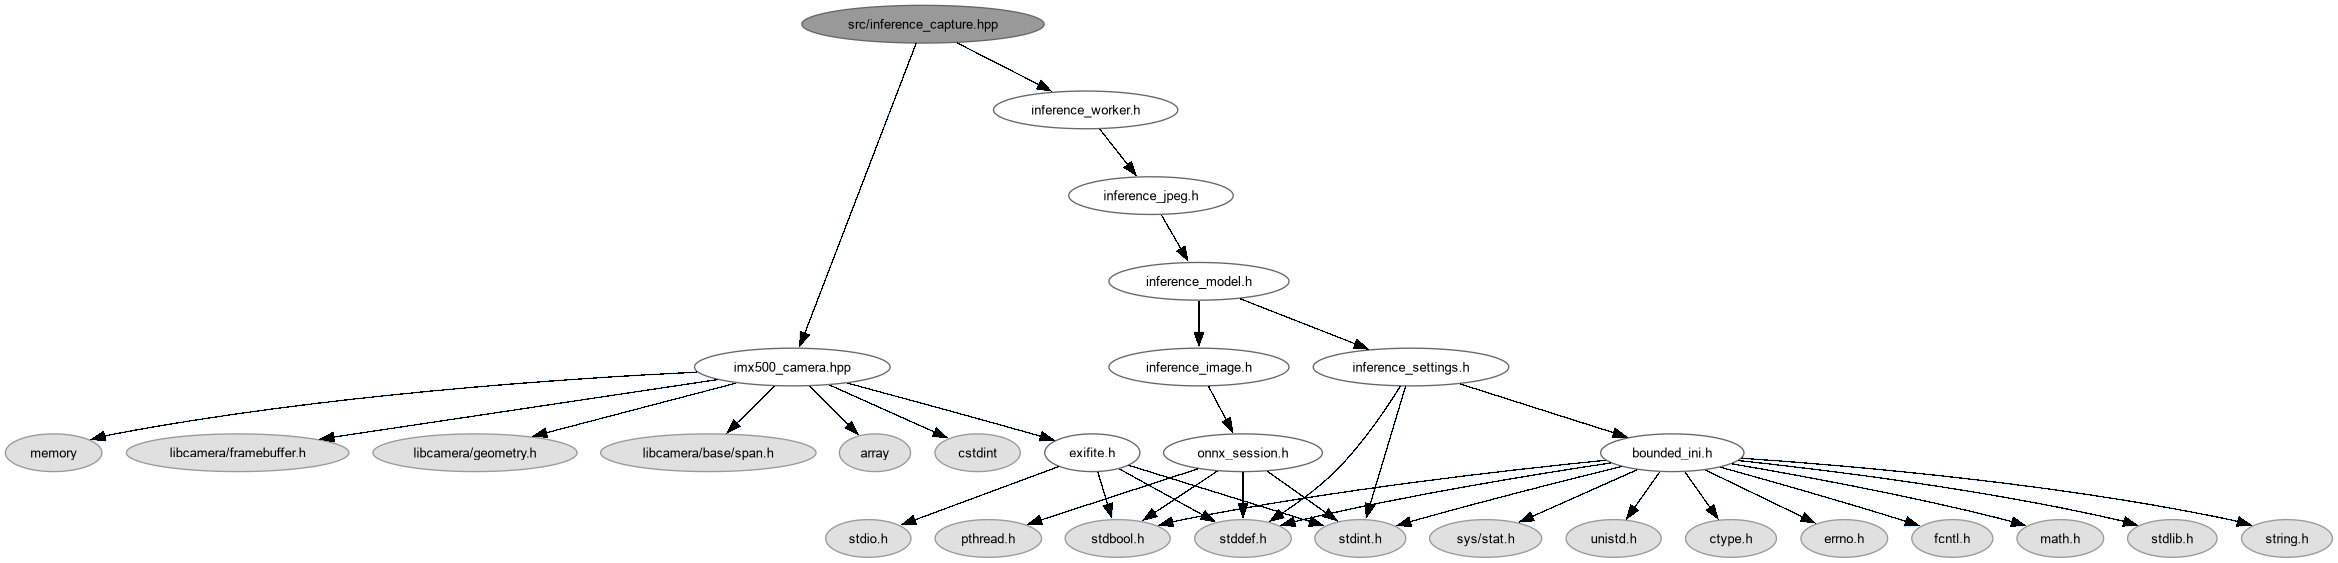 src/inference_capture.hpp
inference_worker.h
inference_jpeg.h
inference_model.h
imx500_camera.hpp
inference_image.h
inference_settings.h
memory
libcamera/framebuffer.h
libcamera/geometry.h
libcamera/base/span.h
array
cstdint
exifite.h
onnx_session.h
bounded_ini.h
stdio.h
pthread.h
stdbool.h
stddef.h
stdint.h
sys/stat.h
unistd.h
ctype.h
errno.h
fcntl.h
math.h
stdlib.h
string.h